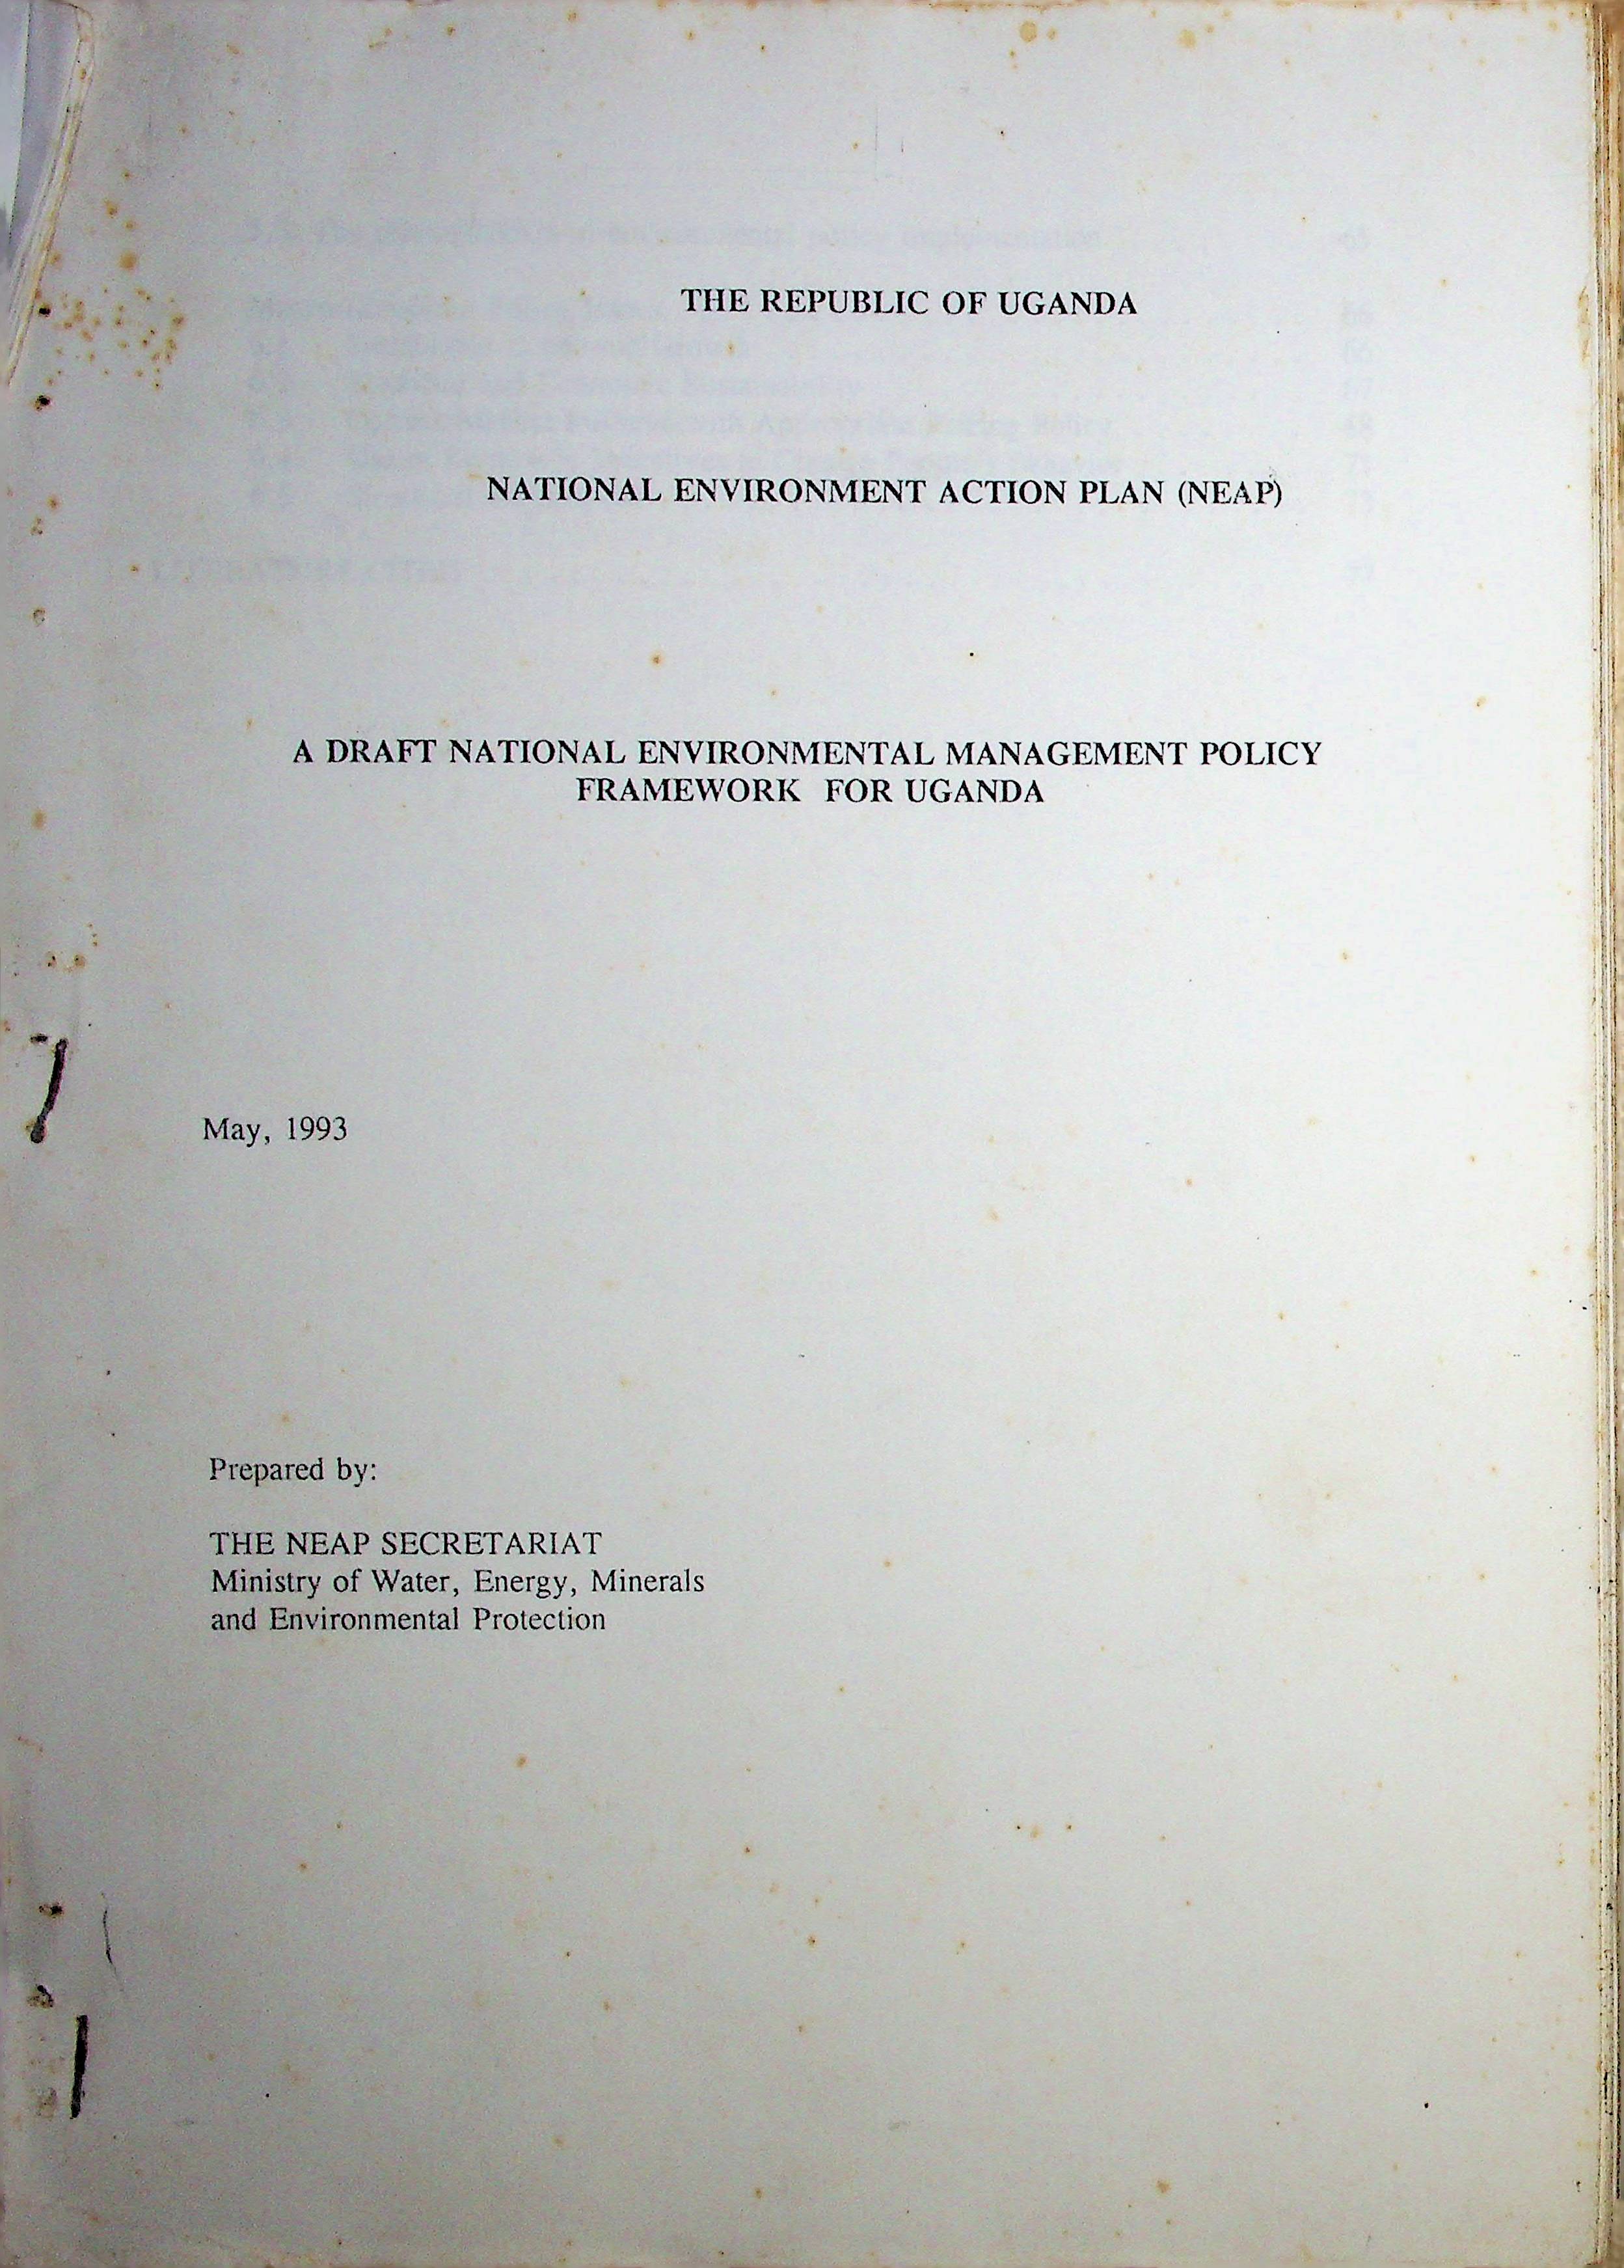 THE REPUBLIC OF UGANDA
NATIONAL ENVIRONMENT ACTION PLAN (NEAP)
A DRAFT NATIONAL ENVIRONMENTAL MANAGEMENT POLICY
FRAMEWORK FOR UGANDA
May, 1993
Prepared by:
THE NEAP SECRETARIAT
Ministry of Water, Energy, Minerals
and Environmental Protection